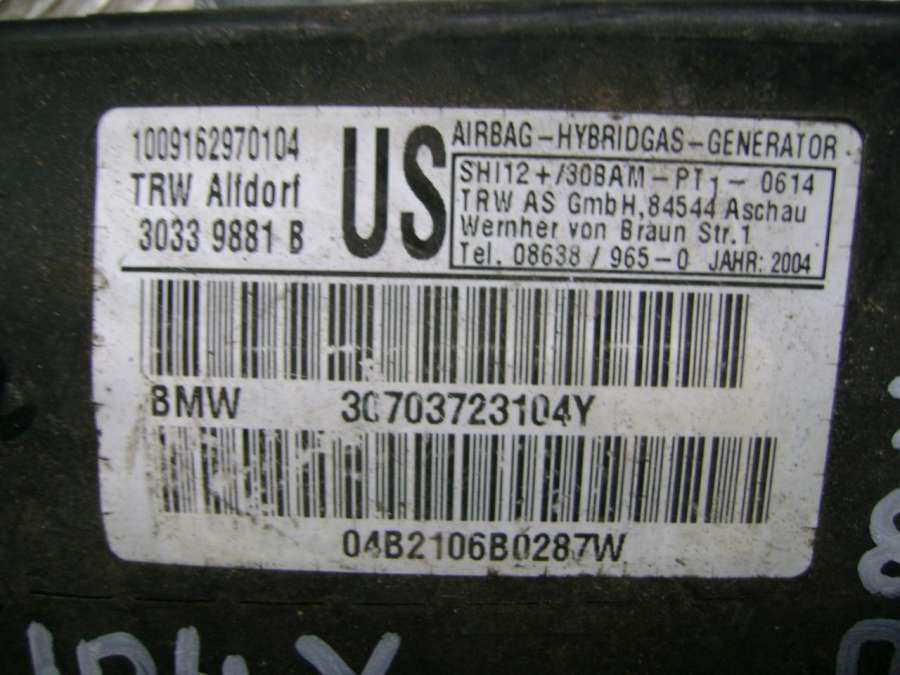 1009162970104
TRW Alfdorf
3033 9881 B
US
AIRBAG-HYBRIDGAS-GENERATOR
SHI12+/30BAM-PT1-0614
TRW AS GmbH,84544 Aschau
Wernher von Braun Str.1
Tel. 08638 / 965-0 JAHR: 2004
BMW 30703723104Y
04B2106B0287W